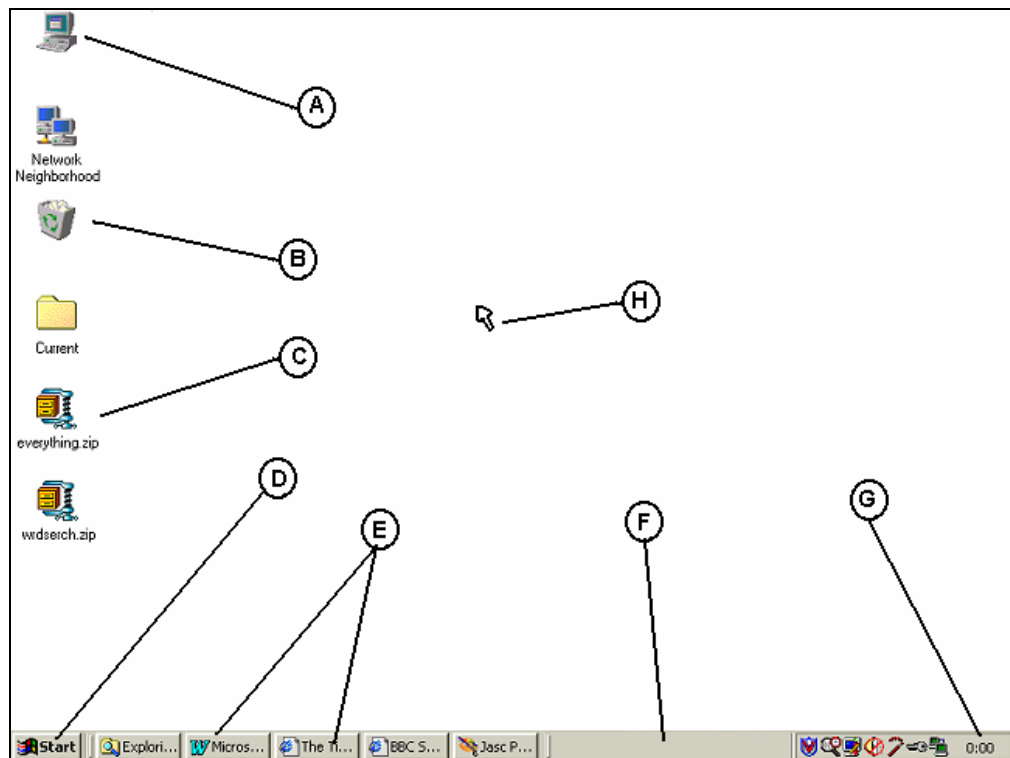 A
Network
Neighborhood
B
H
Current
C
everything.zip
D
G
E
F
wrdserch.zip
Start
Explori...
Micros...
The Ti...
BBC S...
Jasc P...
0:00